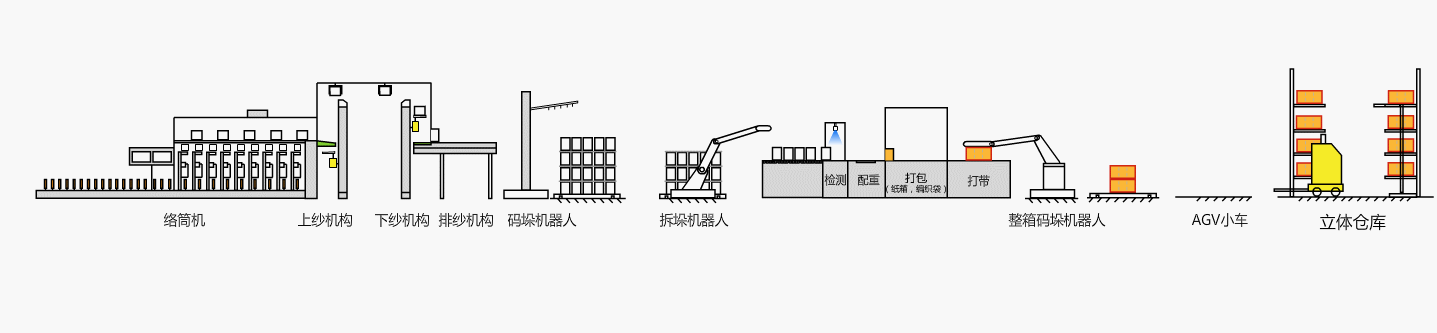 检测
配重
打包
（纸箱，编织袋）
打带
络筒机
上纱机构
下纱机构
排纱机构
码垛机器人
拆垛机器人
整箱码垛机器人
AGV小车
立体仓库